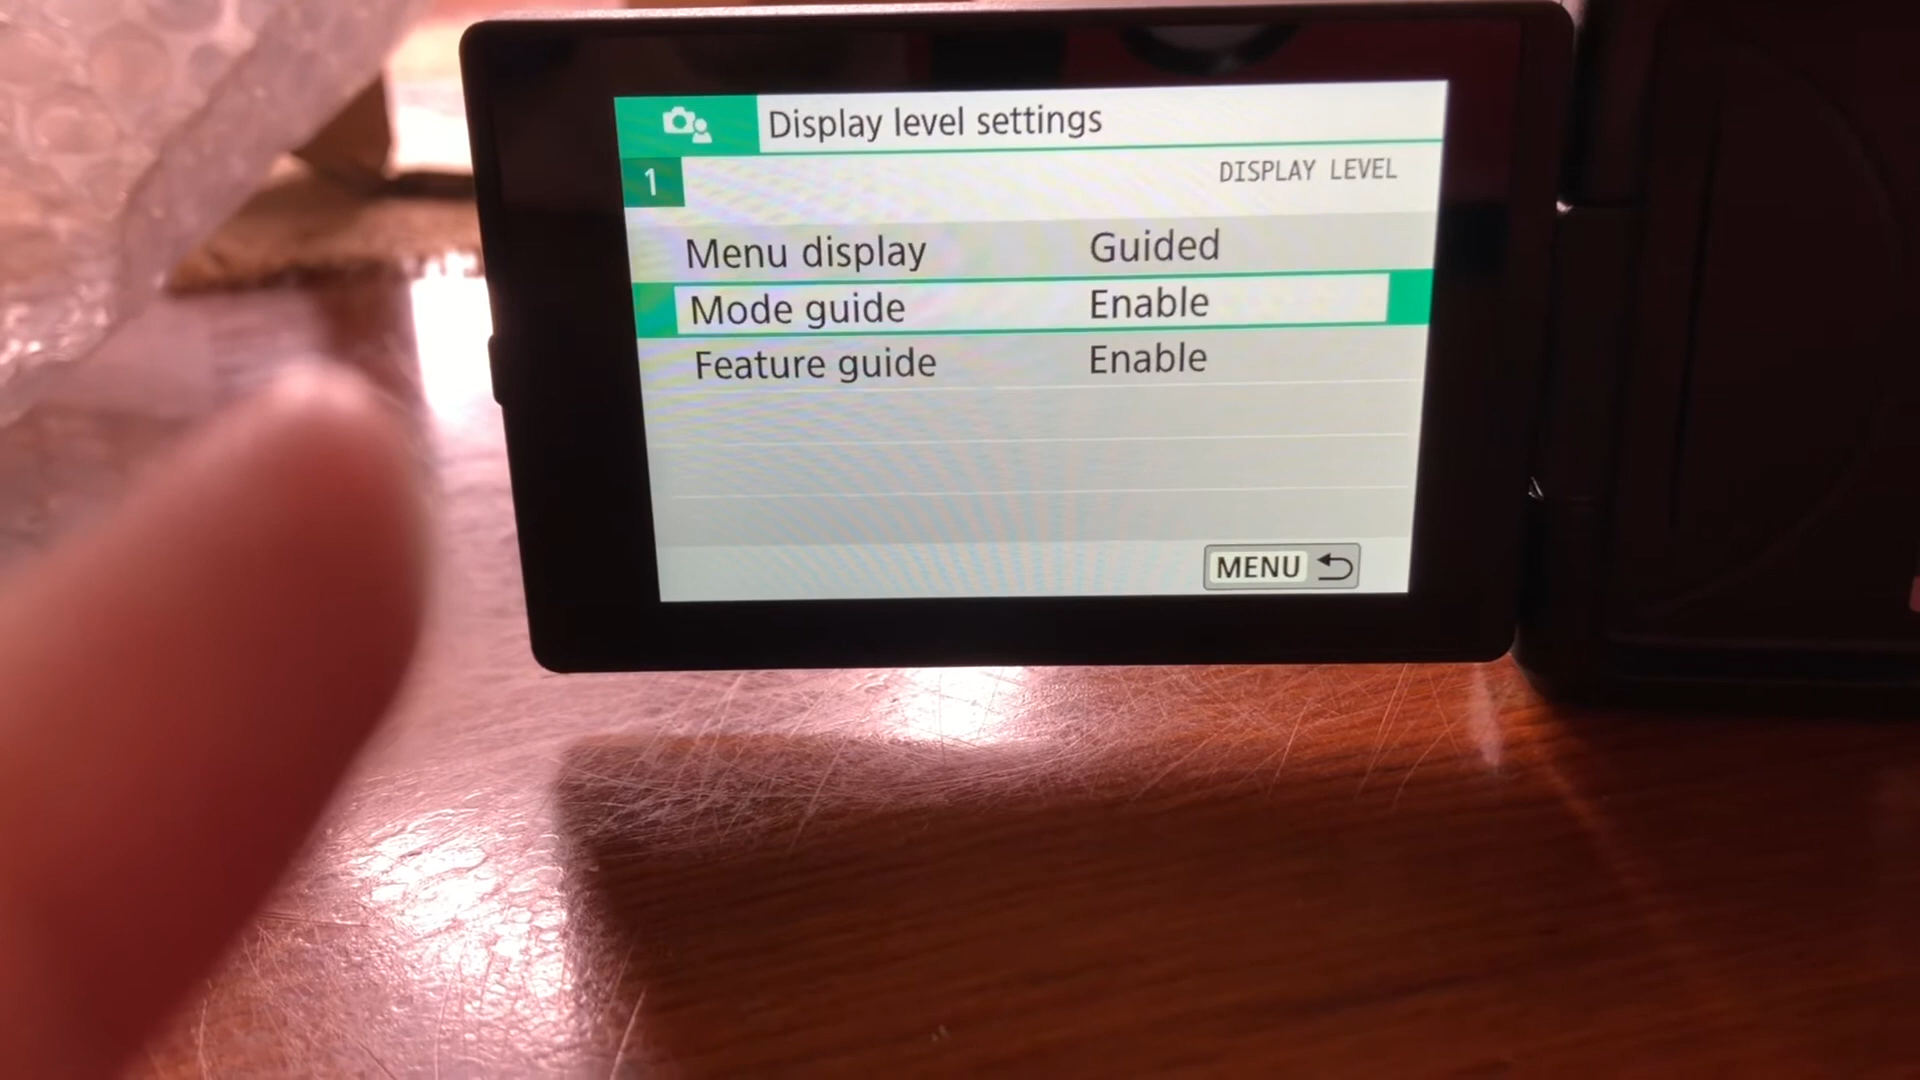 Display level settings
1
DISPLAY LEVEL
Menu display Guided
Mode guide Enable
Feature guide Enable
MENU